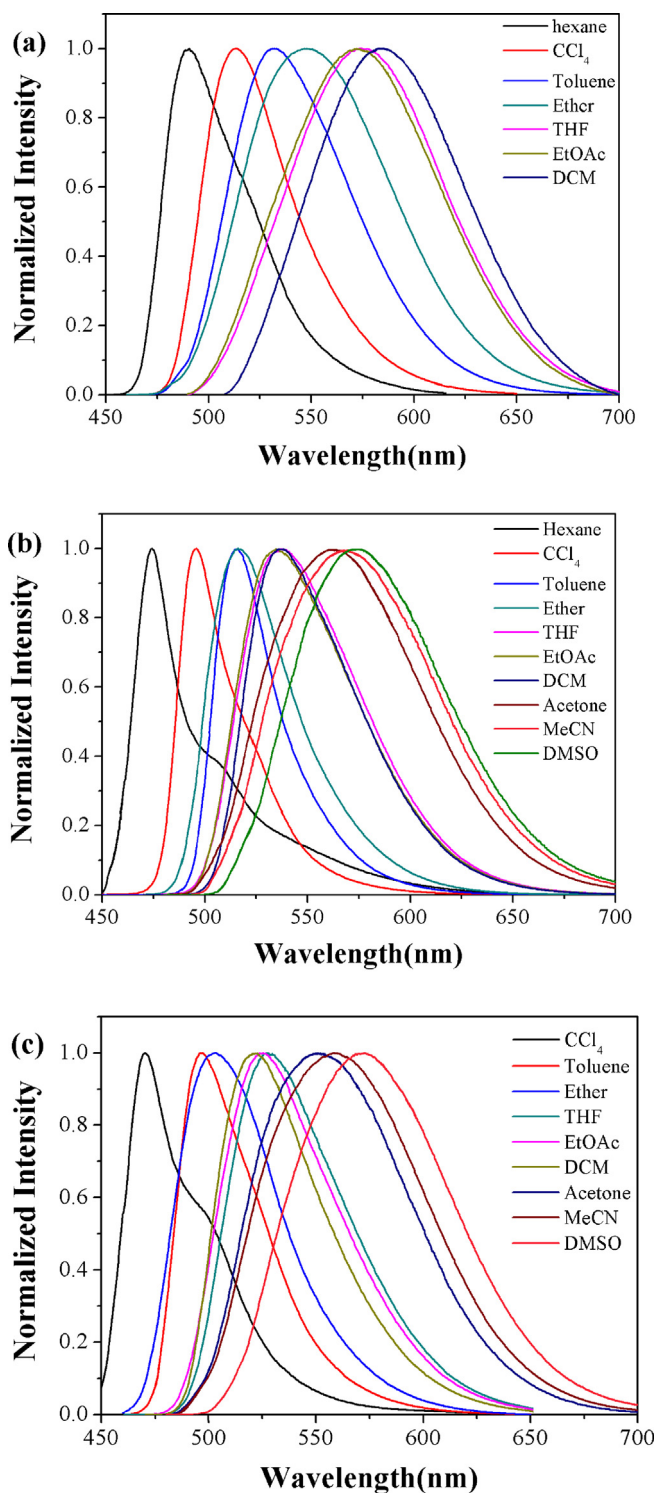 (a)
hexane
CCl4
Toluene
Ether
THF
EtOAc
DCM
Normalized Intensity
1.0
0.8
0.6
0.4
0.2
0.0
450 500 550 600 650 700
Wavelength(nm)
(b)
Hexane
CCl4
Toluene
Ether
THF
EtOAc
DCM
Acetone
MeCN
DMSO
Normalized Intensity
1.0
0.8
0.6
0.4
0.2
0.0
450 500 550 600 650 700
Wavelength(nm)
(c)
CCl4
Toluene
Ether
THF
EtOAc
DCM
Acetone
MeCN
DMSO
Normalized Intensity
1.0
0.8
0.6
0.4
0.2
0.0
450 500 550 600 650 700
Wavelength(nm)